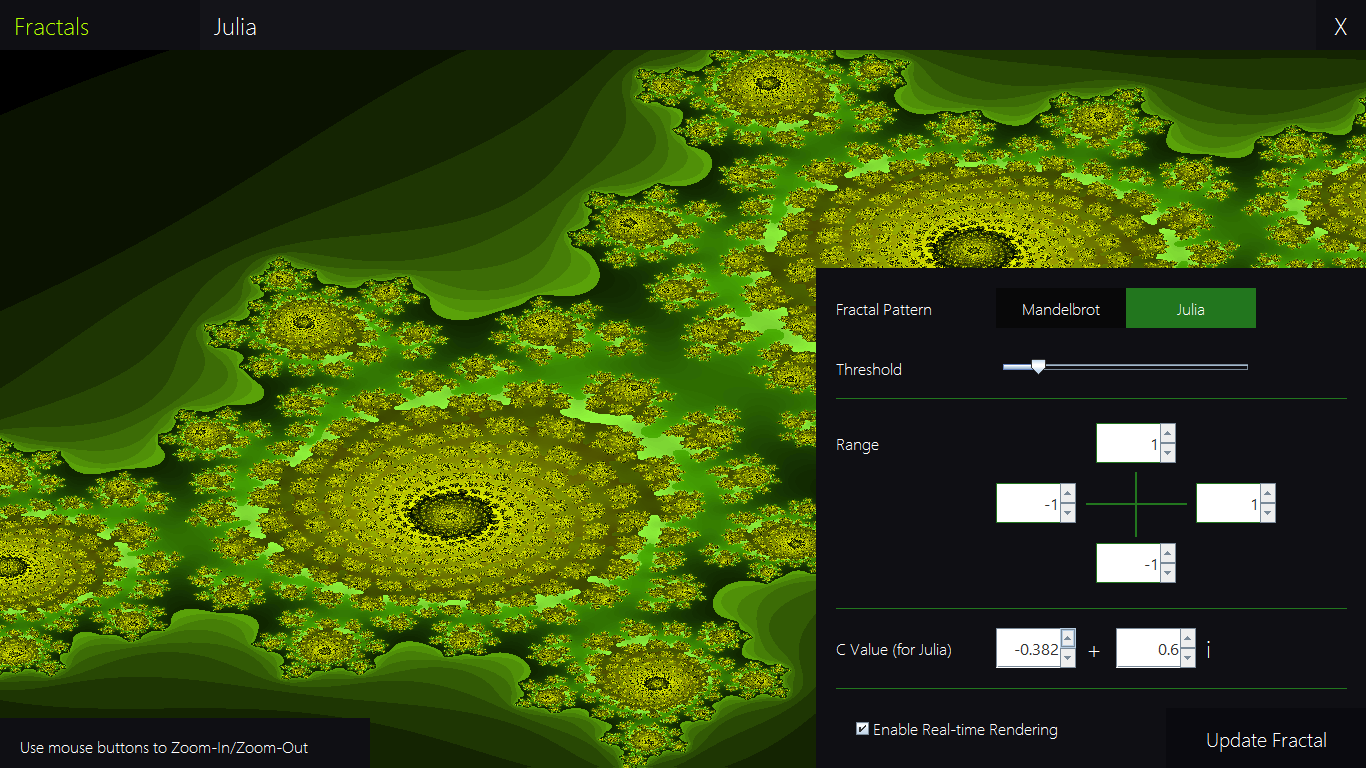 Fractals
Julia
X
Fractal Pattern Mandelbrot Julia
Threshold
Range
1
-1
1
-1
C Value (for Julia) -0.382 + 0.6 i
Enable Real-time Rendering
Update Fractal
Use mouse buttons to Zoom-In/Zoom-Out